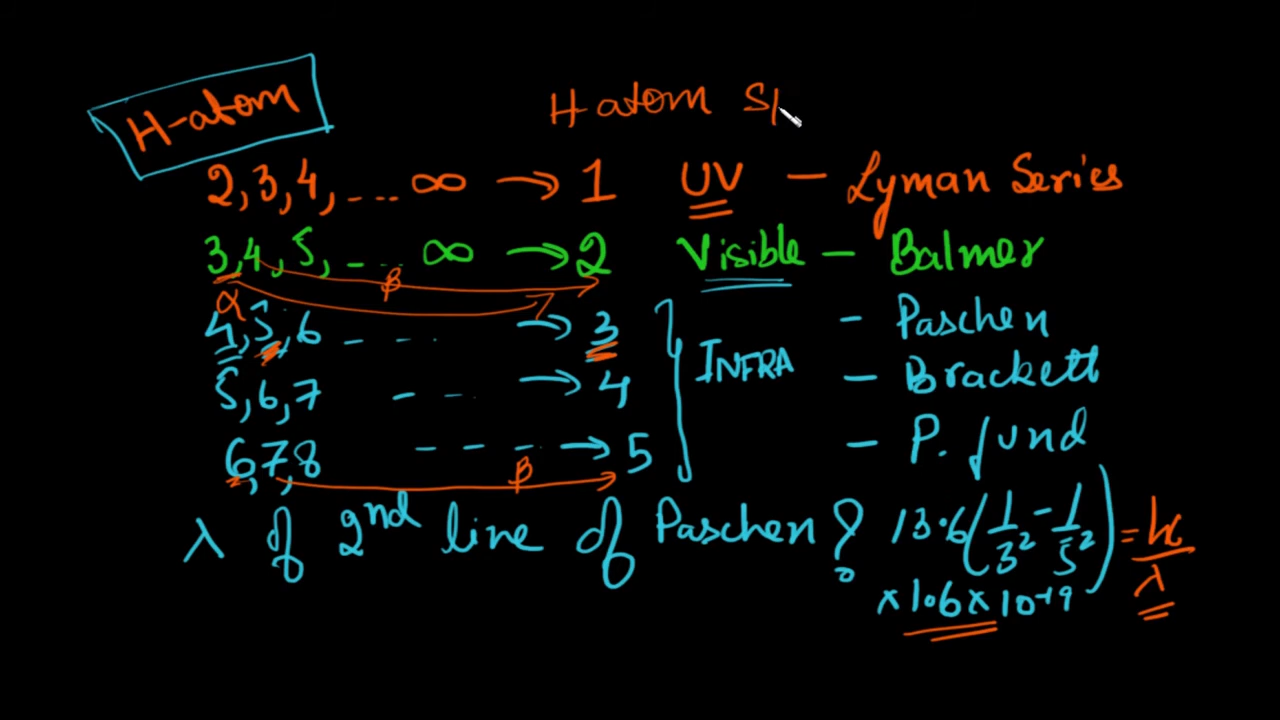 H-atom
H atom Sp
2,3,4, --- ∞ → 1 UV - Lyman Series
3,4,5, --- ∞ → 2 Visible - Balmer
β
α
4,5,6 - - - → 3 - Paschen
INFRA
5,6,7 - - → 4 - Brackett
6,7,8 - - - - → 5 - P. fund
β
λ of 2nd line of Paschen ? 13.6(1/3² - 1/5²) = hc/λ
×1.6×10-19